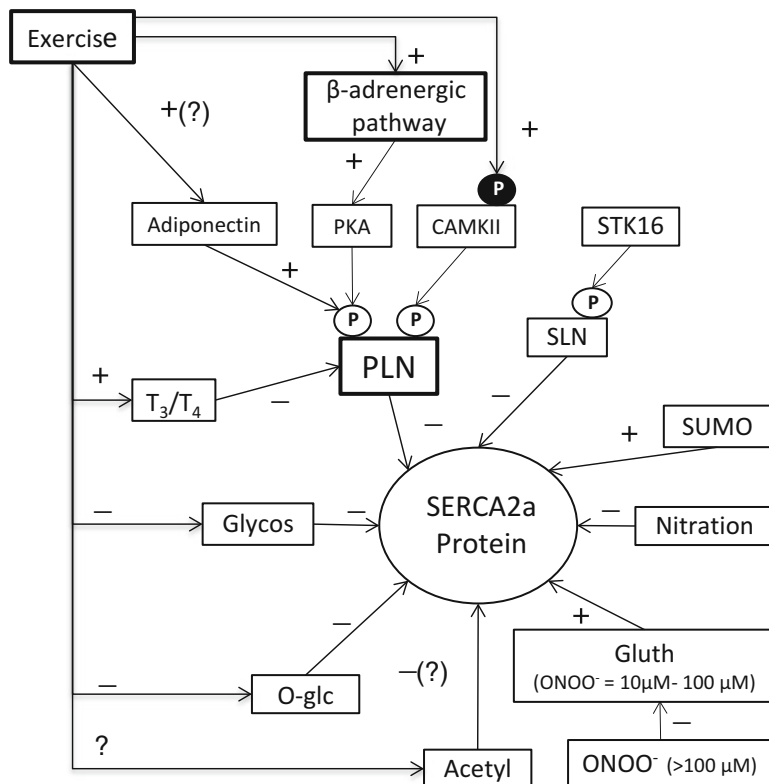 Exercise
+
+
β-adrenergic
pathway
+(?)
+
+
P
Adiponectin
PKA
CAMKII
STK16
+
P
P
P
SLN
PLN
+
T₃/T₄
–
–
–
+
SUMO
SERCA2a
Protein
–
Glycos
–
–
Nitration
–
+
Gluth
(ONOO⁻ = 10μM- 100 μM)
–
O-glc
–(?)
–
?
Acetyl
ONOO⁻ (>100 μM)